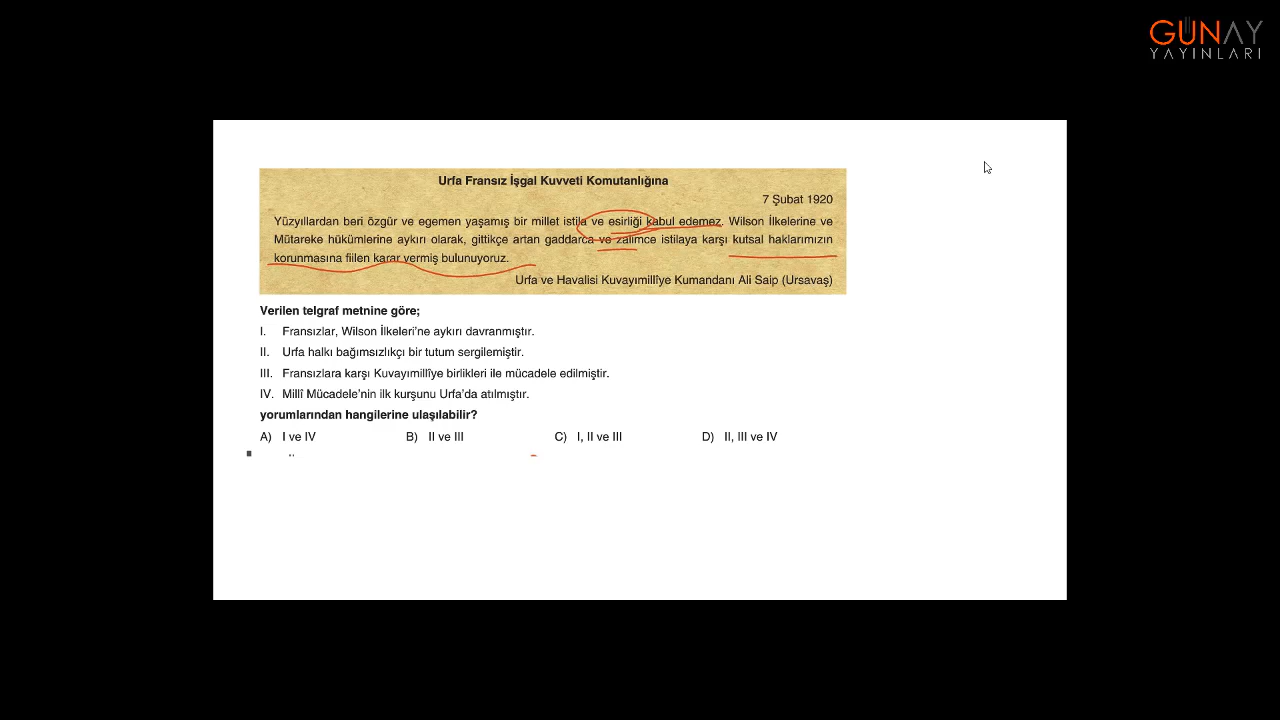 GÜNAY
YAYINLARI
Urfa Fransız İşgal Kuvveti Komutanlığına
7 Şubat 1920
Yüzyıllardan beri özgür ve egemen yaşamış bir millet istila ve esirliği kabul edemez. Wilson İlkelerine ve
Mütareke hükümlerine aykırı olarak, gittikçe artan gaddarca ve zalimce istilaya karşı kutsal haklarımızın
korunmasına fiilen karar vermiş bulunuyoruz.
Urfa ve Havalisi Kuvayımillîye Kumandanı Ali Saip (Ursavaş)
Verilen telgraf metnine göre;
I. Fransızlar, Wilson İlkeleri’ne aykırı davranmıştır.
II. Urfa halkı bağımsızlıkçı bir tutum sergilemiştir.
III. Fransızlara karşı Kuvayımillîye birlikleri ile mücadele edilmiştir.
IV. Millî Mücadele’nin ilk kurşunu Urfa’da atılmıştır.
yorumlarından hangilerine ulaşılabilir?
A) I ve IV B) II ve III C) I, II ve III D) II, III ve IV